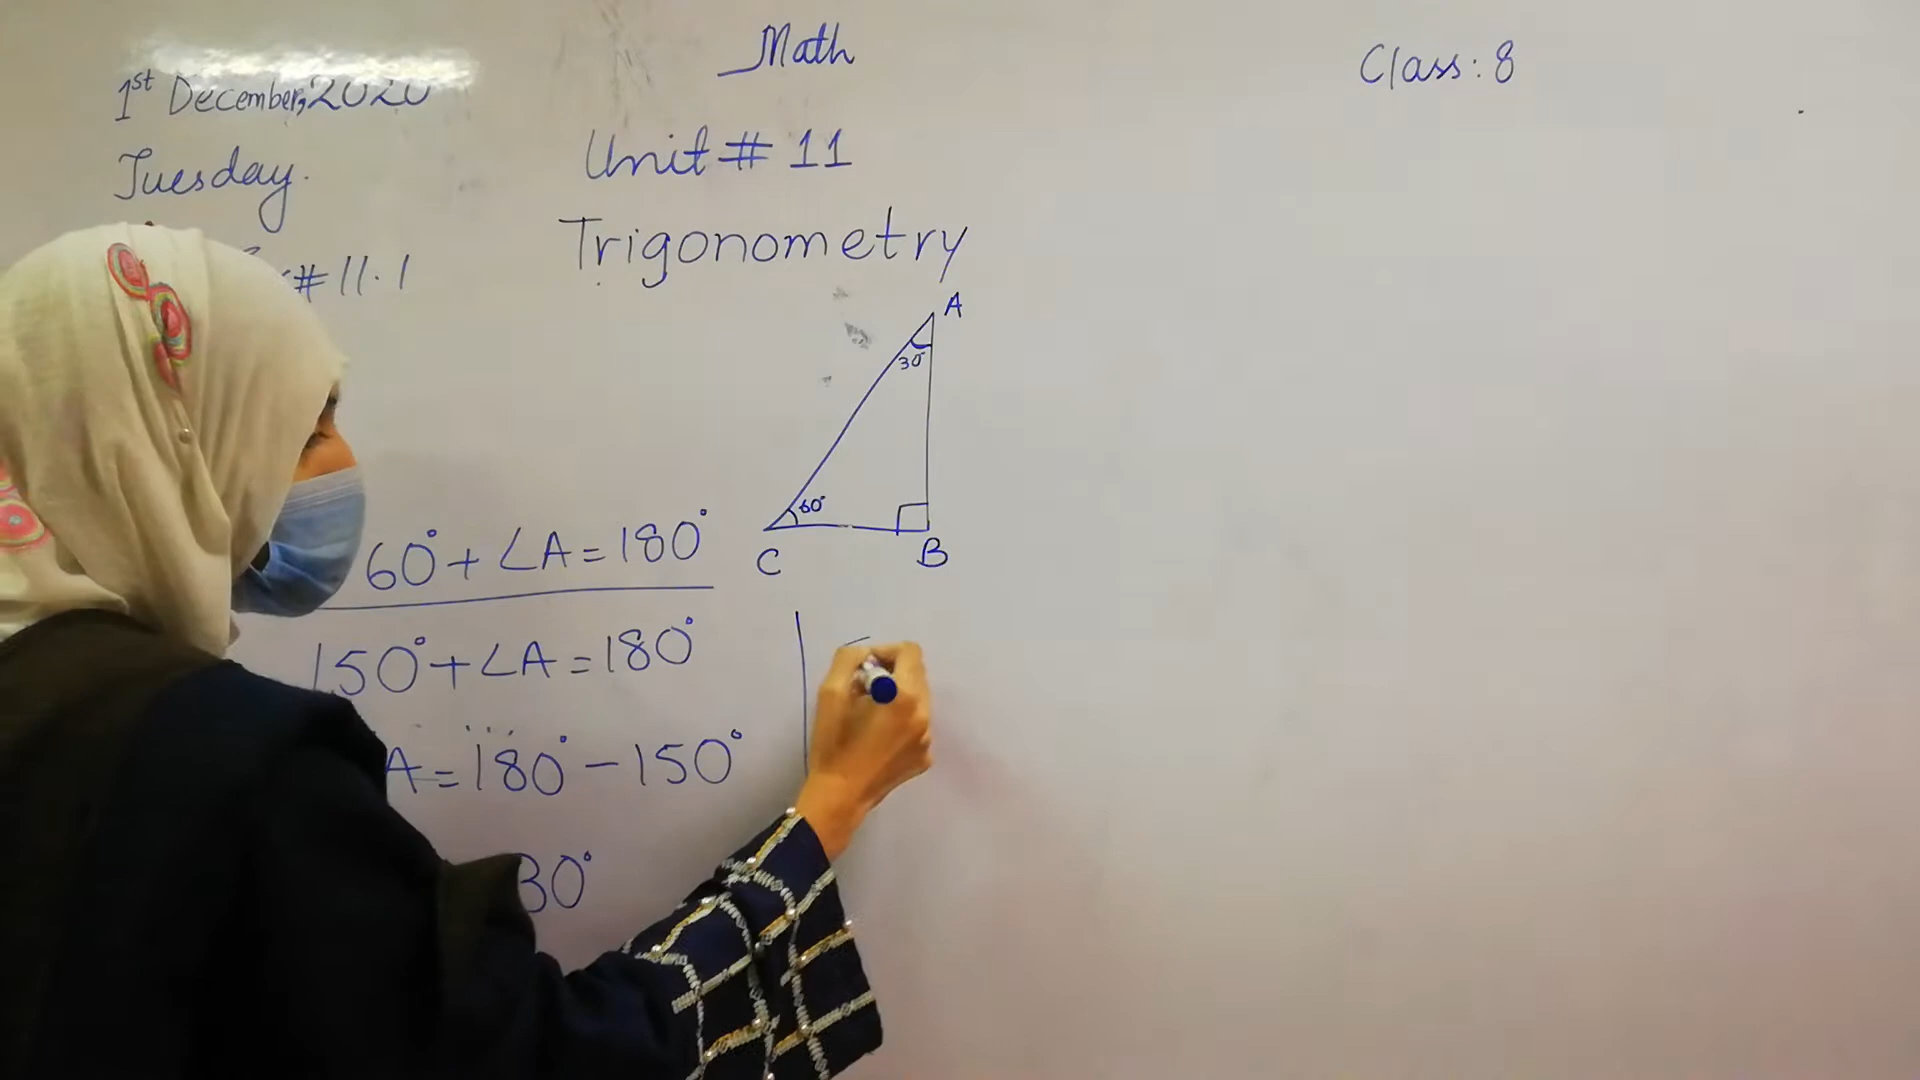 Math
Class: 8
1st December, 2020
Tuesday.
Unit # 11
Trigonometry
# 11.1
A
30°
60°
C
B
60° + ∠A = 180°
150° + ∠A = 180°
A = 180° - 150°
30°